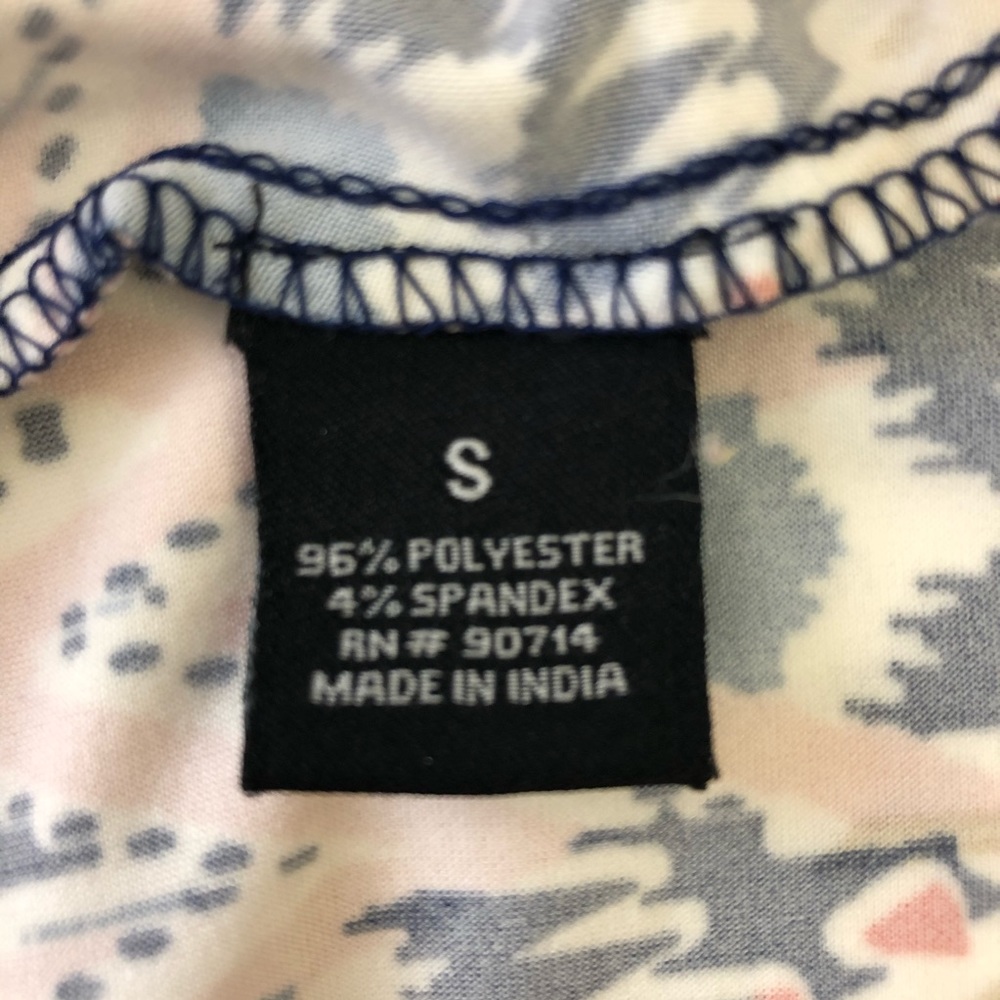 S
96% POLYESTER
4% SPANDEX
RN# 90714
MADE IN INDIA